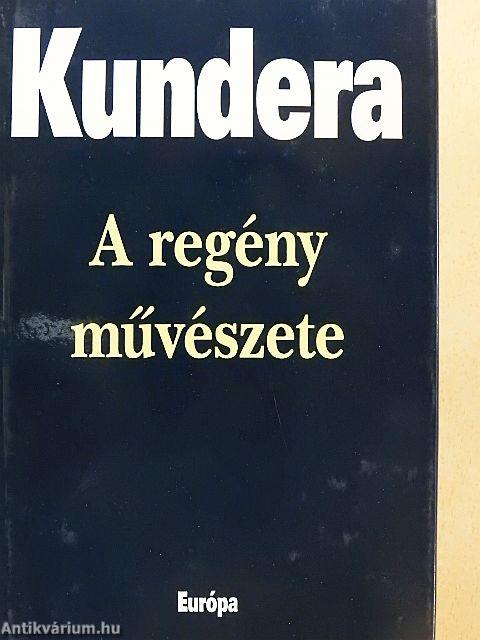 Kundera
A regény
művészete
Európa
Antikvárium.hu